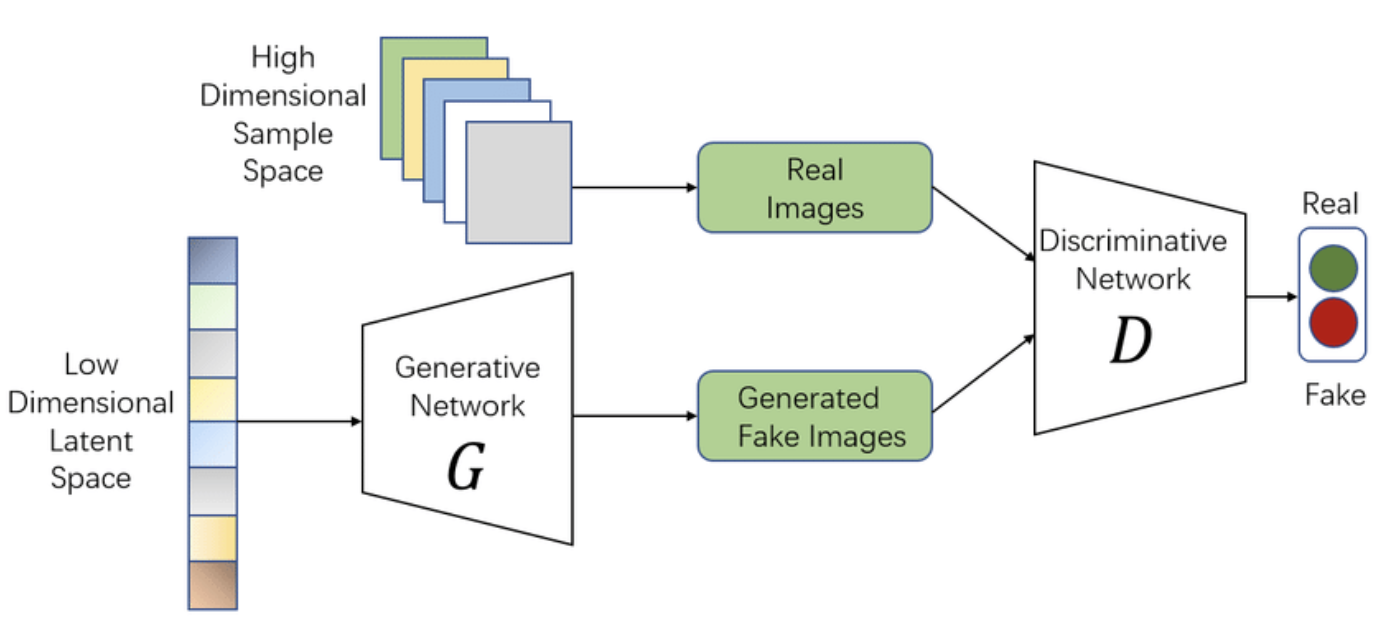 High
Dimensional
Sample
Space
Real
Images
Real
Discriminative
Network
D
Low
Dimensional
Latent
Space
Generative
Network
G
Generated
Fake Images
Fake